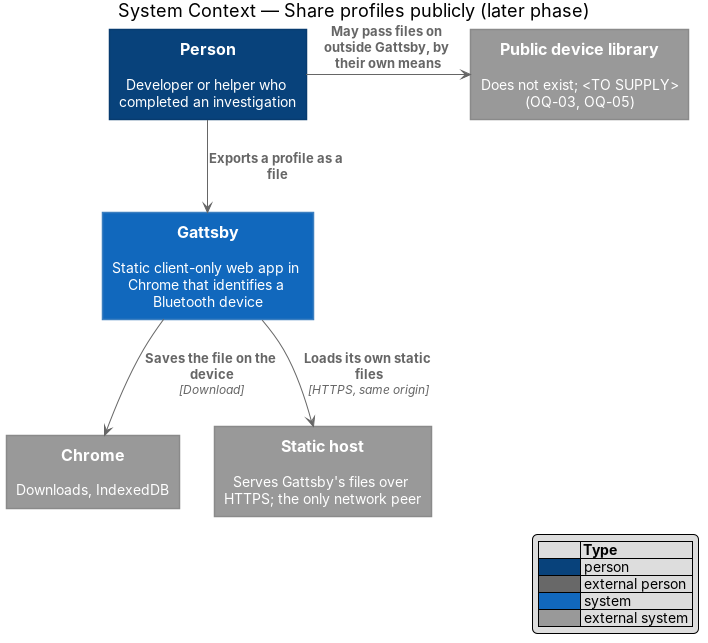 System Context — Share profiles publicly (later phase)
Person
Developer or helper who
completed an investigation
May pass files on
outside Gattsby, by
their own means
Public device library
Does not exist; <TO SUPPLY>
(OQ-03, OQ-05)
Exports a profile as a
file
Gattsby
Static client-only web app in
Chrome that identifies a
Bluetooth device
Saves the file on the
device
[Download]
Loads its own static
files
[HTTPS, same origin]
Chrome
Downloads, IndexedDB
Static host
Serves Gattsby's files over
HTTPS; the only network peer
Type
person
external person
system
external system